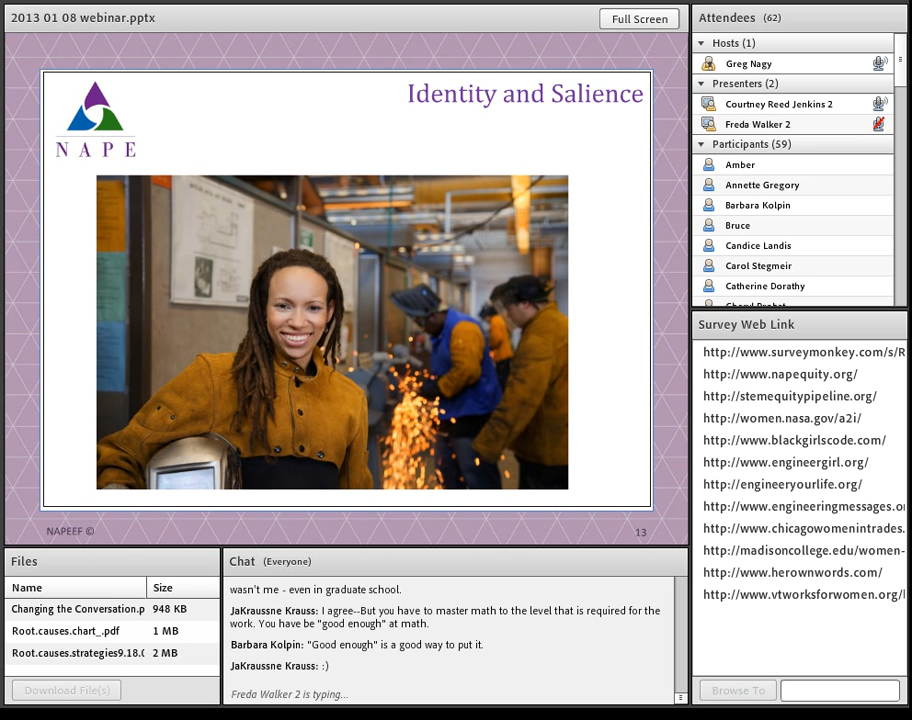 2013 01 08 webinar.pptx
Full Screen
Identity and Salience
NAPE
NAPEEF ©
13
Attendees (62)
Hosts (1)
Greg Nagy
Presenters (2)
Courtney Reed Jenkins 2
Freda Walker 2
Participants (59)
Amber
Annette Gregory
Barbara Kolpin
Bruce
Candice Landis
Carol Stegmeir
Catherine Dorathy
Survey Web Link
http://www.surveymonkey.com/s/R
http://www.napequity.org/
http://stemequitypipeline.org/
http://women.nasa.gov/a2i/
http://www.blackgirlscode.com/
http://www.engineergirl.org/
http://engineeryourlife.org/
http://www.engineeringmessages.o
http://www.chicagowomenintrades.
http://madisoncollege.edu/women-
http://www.herownwords.com/
http://www.vtworksforwomen.org/
Browse To
Files
Name Size
Changing the Conversation.p 948 KB
Root.causes.chart_.pdf 1 MB
Root.causes.strategies9.18.( 2 MB
Download File(s)
Chat (Everyone)
wasn't me - even in graduate school.
JaKraussne Krauss: I agree--But you have to master math to the level that is required for the
work. You have be "good enough" at math.
Barbara Kolpin: "Good enough" is a good way to put it.
JaKraussne Krauss: :)
Freda Walker 2 is typing...